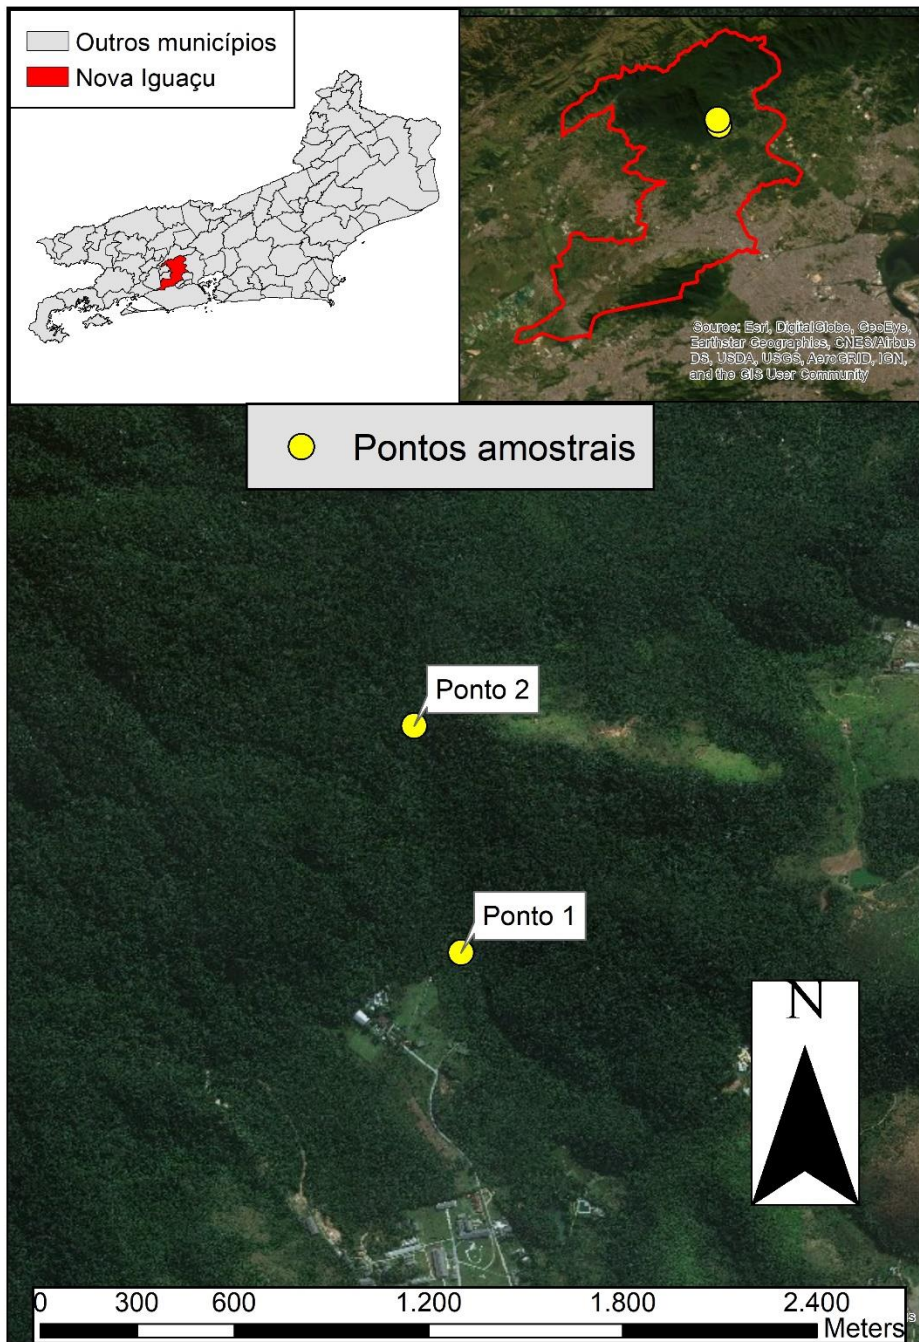 Outros municípios
Nova Iguaçu
Source: Esri, DigitalGlobe, GeoEye,
Earthstar Geographics, CNES/Airbus
DS, USDA, USGS, AeroGRID, IGN,
and the GIS User Community
Pontos amostrais
Ponto 2
Ponto 1
N
0 300 600 1.200 1.800 2.400
Meters